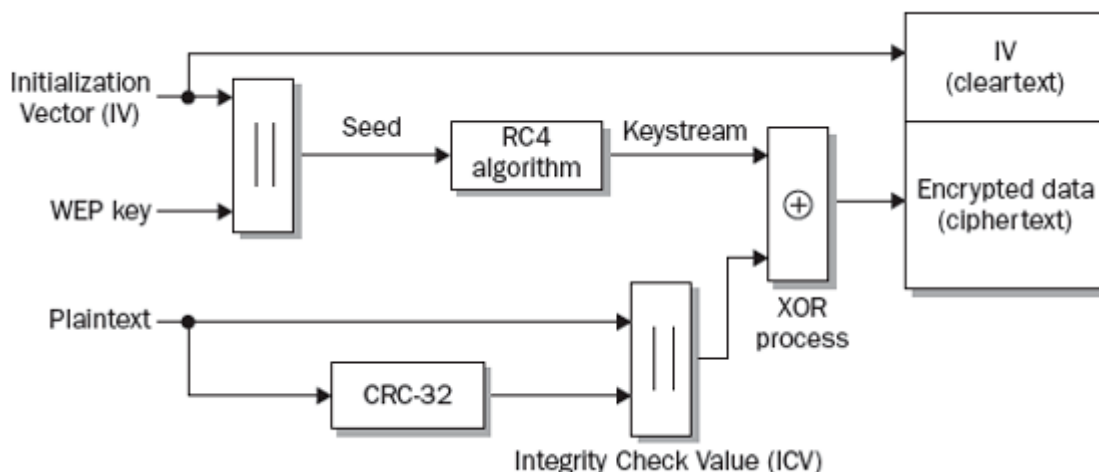 Initialization
Vector (IV)
WEP key
Seed
RC4
algorithm
Keystream
IV
(cleartext)
Encrypted data
(ciphertext)
XOR
process
Plaintext
CRC-32
Integrity Check Value (ICV)